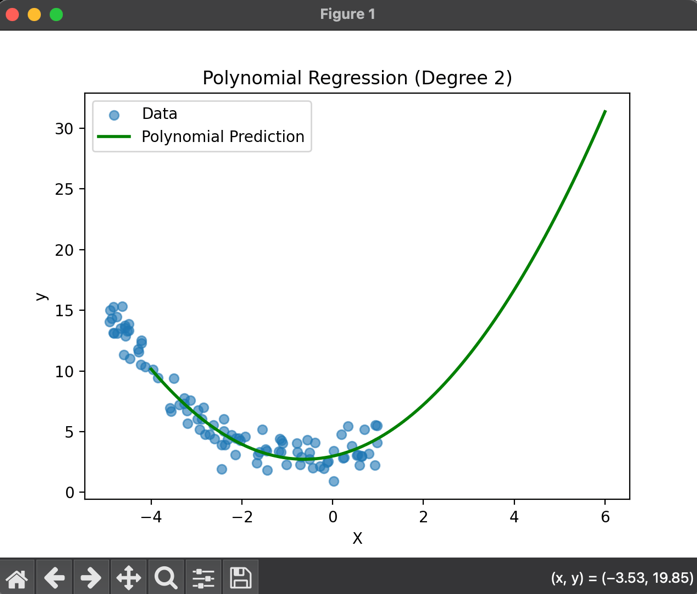 Figure 1
Polynomial Regression (Degree 2)
Data
Polynomial Prediction
30
25
20
15
10
5
0
y
−4
−2
0
2
4
6
X
(x, y) = (−3.53, 19.85)